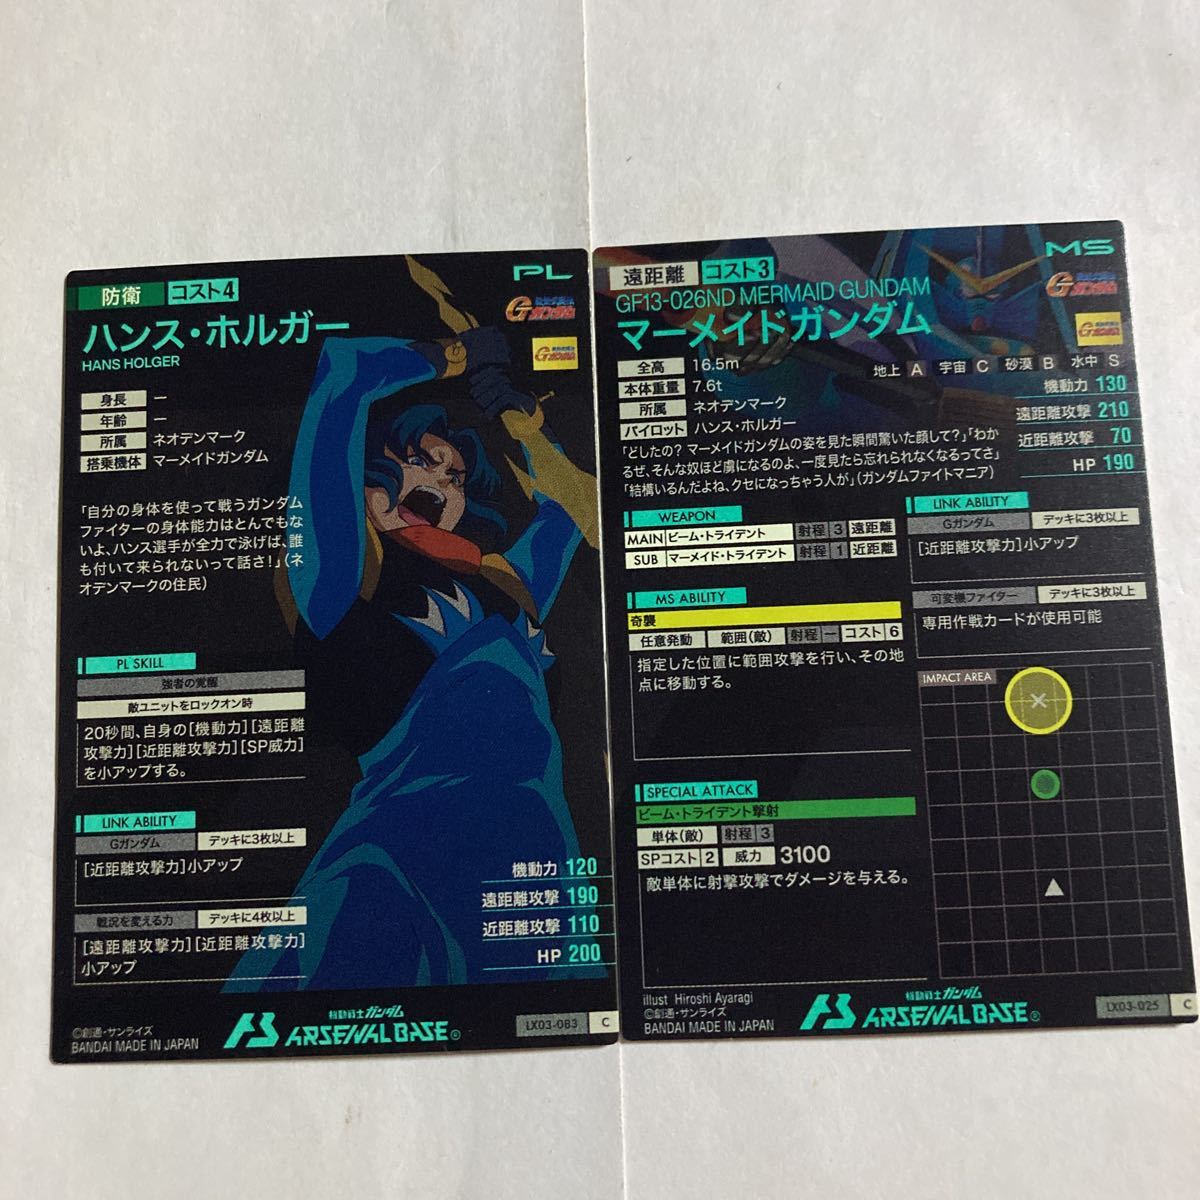 PL
防衛 コスト4
Gガンダム
ハンス・ホルガー
HANS HOLGER
身長 ー
年齢 ー
所属 ネオデンマーク
搭乗機体 マーメイドガンダム
「自分の身体を使って戦うガンダム
ファイターの身体能力はとんでもな
いよ、ハンス選手が全力で泳げば、誰
も付いて来られないって話さ!」(ネ
オデンマークの住民)
PL SKILL
強者の覚醒
敵ユニットをロックオン時
20秒間、自身の[機動力][遠距離
攻撃力][近距離攻撃力][SP威力]
を小アップする。
LINK ABILITY
Gガンダム デッキに3枚以上
[近距離攻撃力]小アップ
戦況を変える力 デッキに4枚以上
[遠距離攻撃力][近距離攻撃力]
小アップ
機動力 120
遠距離攻撃 190
近距離攻撃 110
HP 200
©創通・サンライズ
BANDAI MADE IN JAPAN
機動戦士ガンダム
ARSENAL BASE®
LX03-083 C
MS
遠距離 コスト3
GF13-026ND MERMAID GUNDAM
マーメイドガンダム
Gガンダム
全高 16.5m
本体重量 7.6t
所属 ネオデンマーク
パイロット ハンス・ホルガー
地上 A 宇宙 C 砂漠 B 水中 S
機動力 130
遠距離攻撃 210
近距離攻撃 70
HP 190
「どしたの? マーメイドガンダムの姿を見た瞬間驚いた顔して?」「わか
るぜ、そんな奴ほど虜になるのよ、一度見たら忘れられなくなるってさ」
「結構いるんだよね、クセになっちゃう人が」(ガンダムファイトマニア)
WEAPON
MAIN ビーム・トライデント 射程 3 遠距離
SUB マーメイド・トライデント 射程 1 近距離
MS ABILITY
奇襲
任意発動 範囲(敵) 射程 ー コスト 6
指定した位置に範囲攻撃を行い、その地
点に移動する。
SPECIAL ATTACK
ビーム・トライデント撃射
単体(敵) 射程 3
SPコスト 2 威力 3100
敵単体に射撃攻撃でダメージを与える。
LINK ABILITY
Gガンダム デッキに3枚以上
[近距離攻撃力]小アップ
可変機ファイター デッキに3枚以上
専用作戦カードが使用可能
IMPACT AREA
illust Hiroshi Ayaragi
©創通・サンライズ
BANDAI MADE IN JAPAN
機動戦士ガンダム
ARSENAL BASE®
LX03-025 C